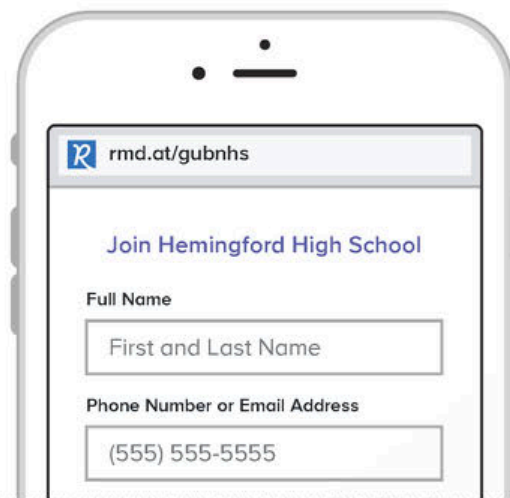 rmd.at/gubnhs
Join Hemingford High School
Full Name
First and Last Name
Phone Number or Email Address
(555) 555-5555